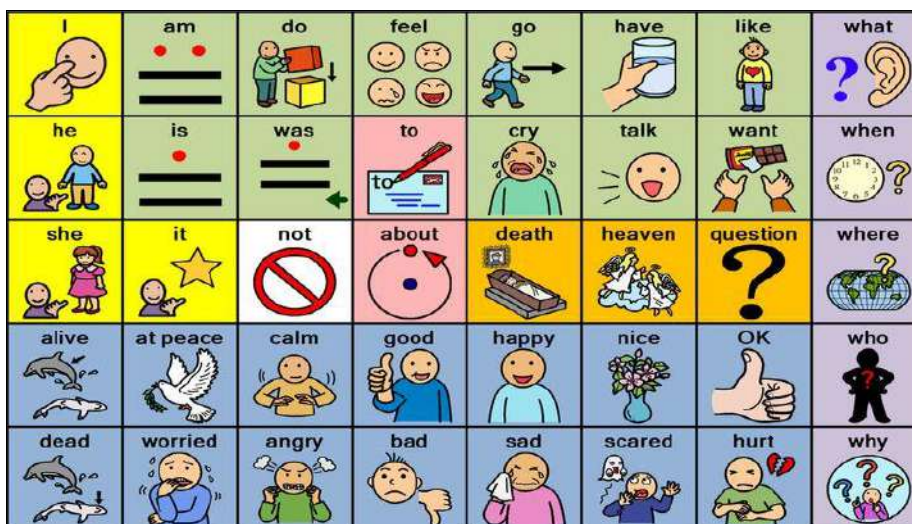 I am do feel go have like what
he is was to cry talk want when
to
she it not about death heaven question where
alive at peace calm good happy nice OK who
dead worried angry bad sad scared hurt why